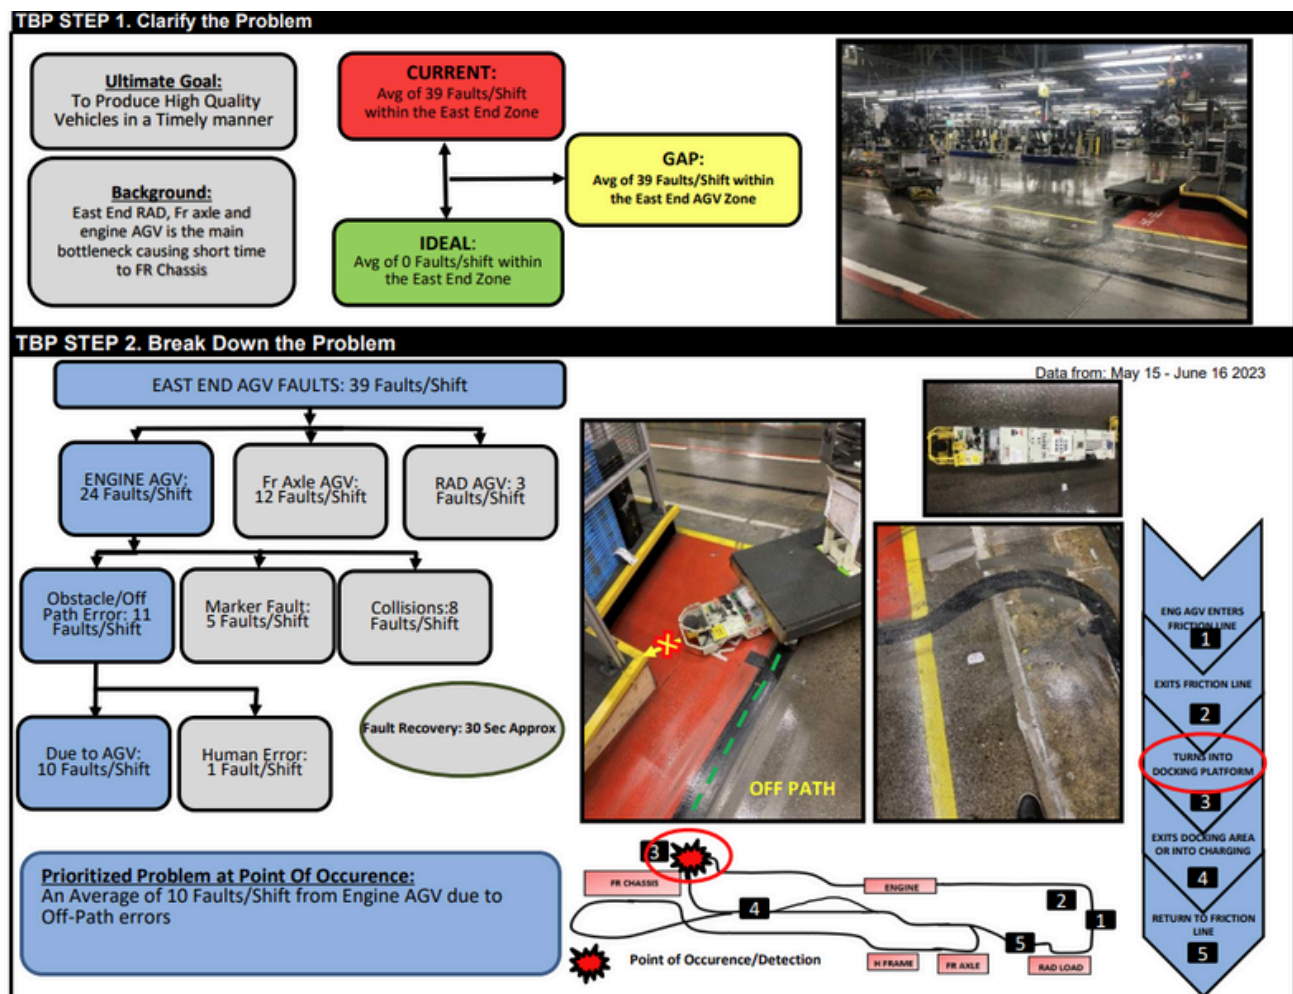 TBP STEP 1. Clarify the Problem
Ultimate Goal:
To Produce High Quality
Vehicles in a Timely manner
Background:
East End RAD, Fr axle and
engine AGV is the main
bottleneck causing short time
to FR Chassis
CURRENT:
Avg of 39 Faults/Shift
within the East End Zone
GAP:
Avg of 39 Faults/Shift within
the East End AGV Zone
IDEAL:
Avg of 0 Faults/shift within
the East End Zone
TBP STEP 2. Break Down the Problem
Data from: May 15 - June 16 2023
EAST END AGV FAULTS: 39 Faults/Shift
ENGINE AGV:
24 Faults/Shift
Fr Axle AGV:
12 Faults/Shift
RAD AGV: 3
Faults/Shift
Obstacle/Off
Path Error: 11
Faults/Shift
Marker Fault:
5 Faults/Shift
Collisions:8
Faults/Shift
Due to AGV:
10 Faults/Shift
Human Error:
1 Fault/Shift
Fault Recovery: 30 Sec Approx
X
OFF PATH
ENG AGV ENTERS
FRICTION LINE
1
EXITS FRICTION LINE
2
TURNS INTO
DOCKING PLATFORM
3
EXITS DOCKING AREA
OR INTO CHARGING
4
RETURN TO FRICTION
LINE
5
Prioritized Problem at Point Of Occurence:
An Average of 10 Faults/Shift from Engine AGV due to
Off-Path errors
3
FR CHASSIS
ENGINE
4
2
1
5
H FRAME
FR AXLE
RAD LOAD
Point of Occurence/Detection